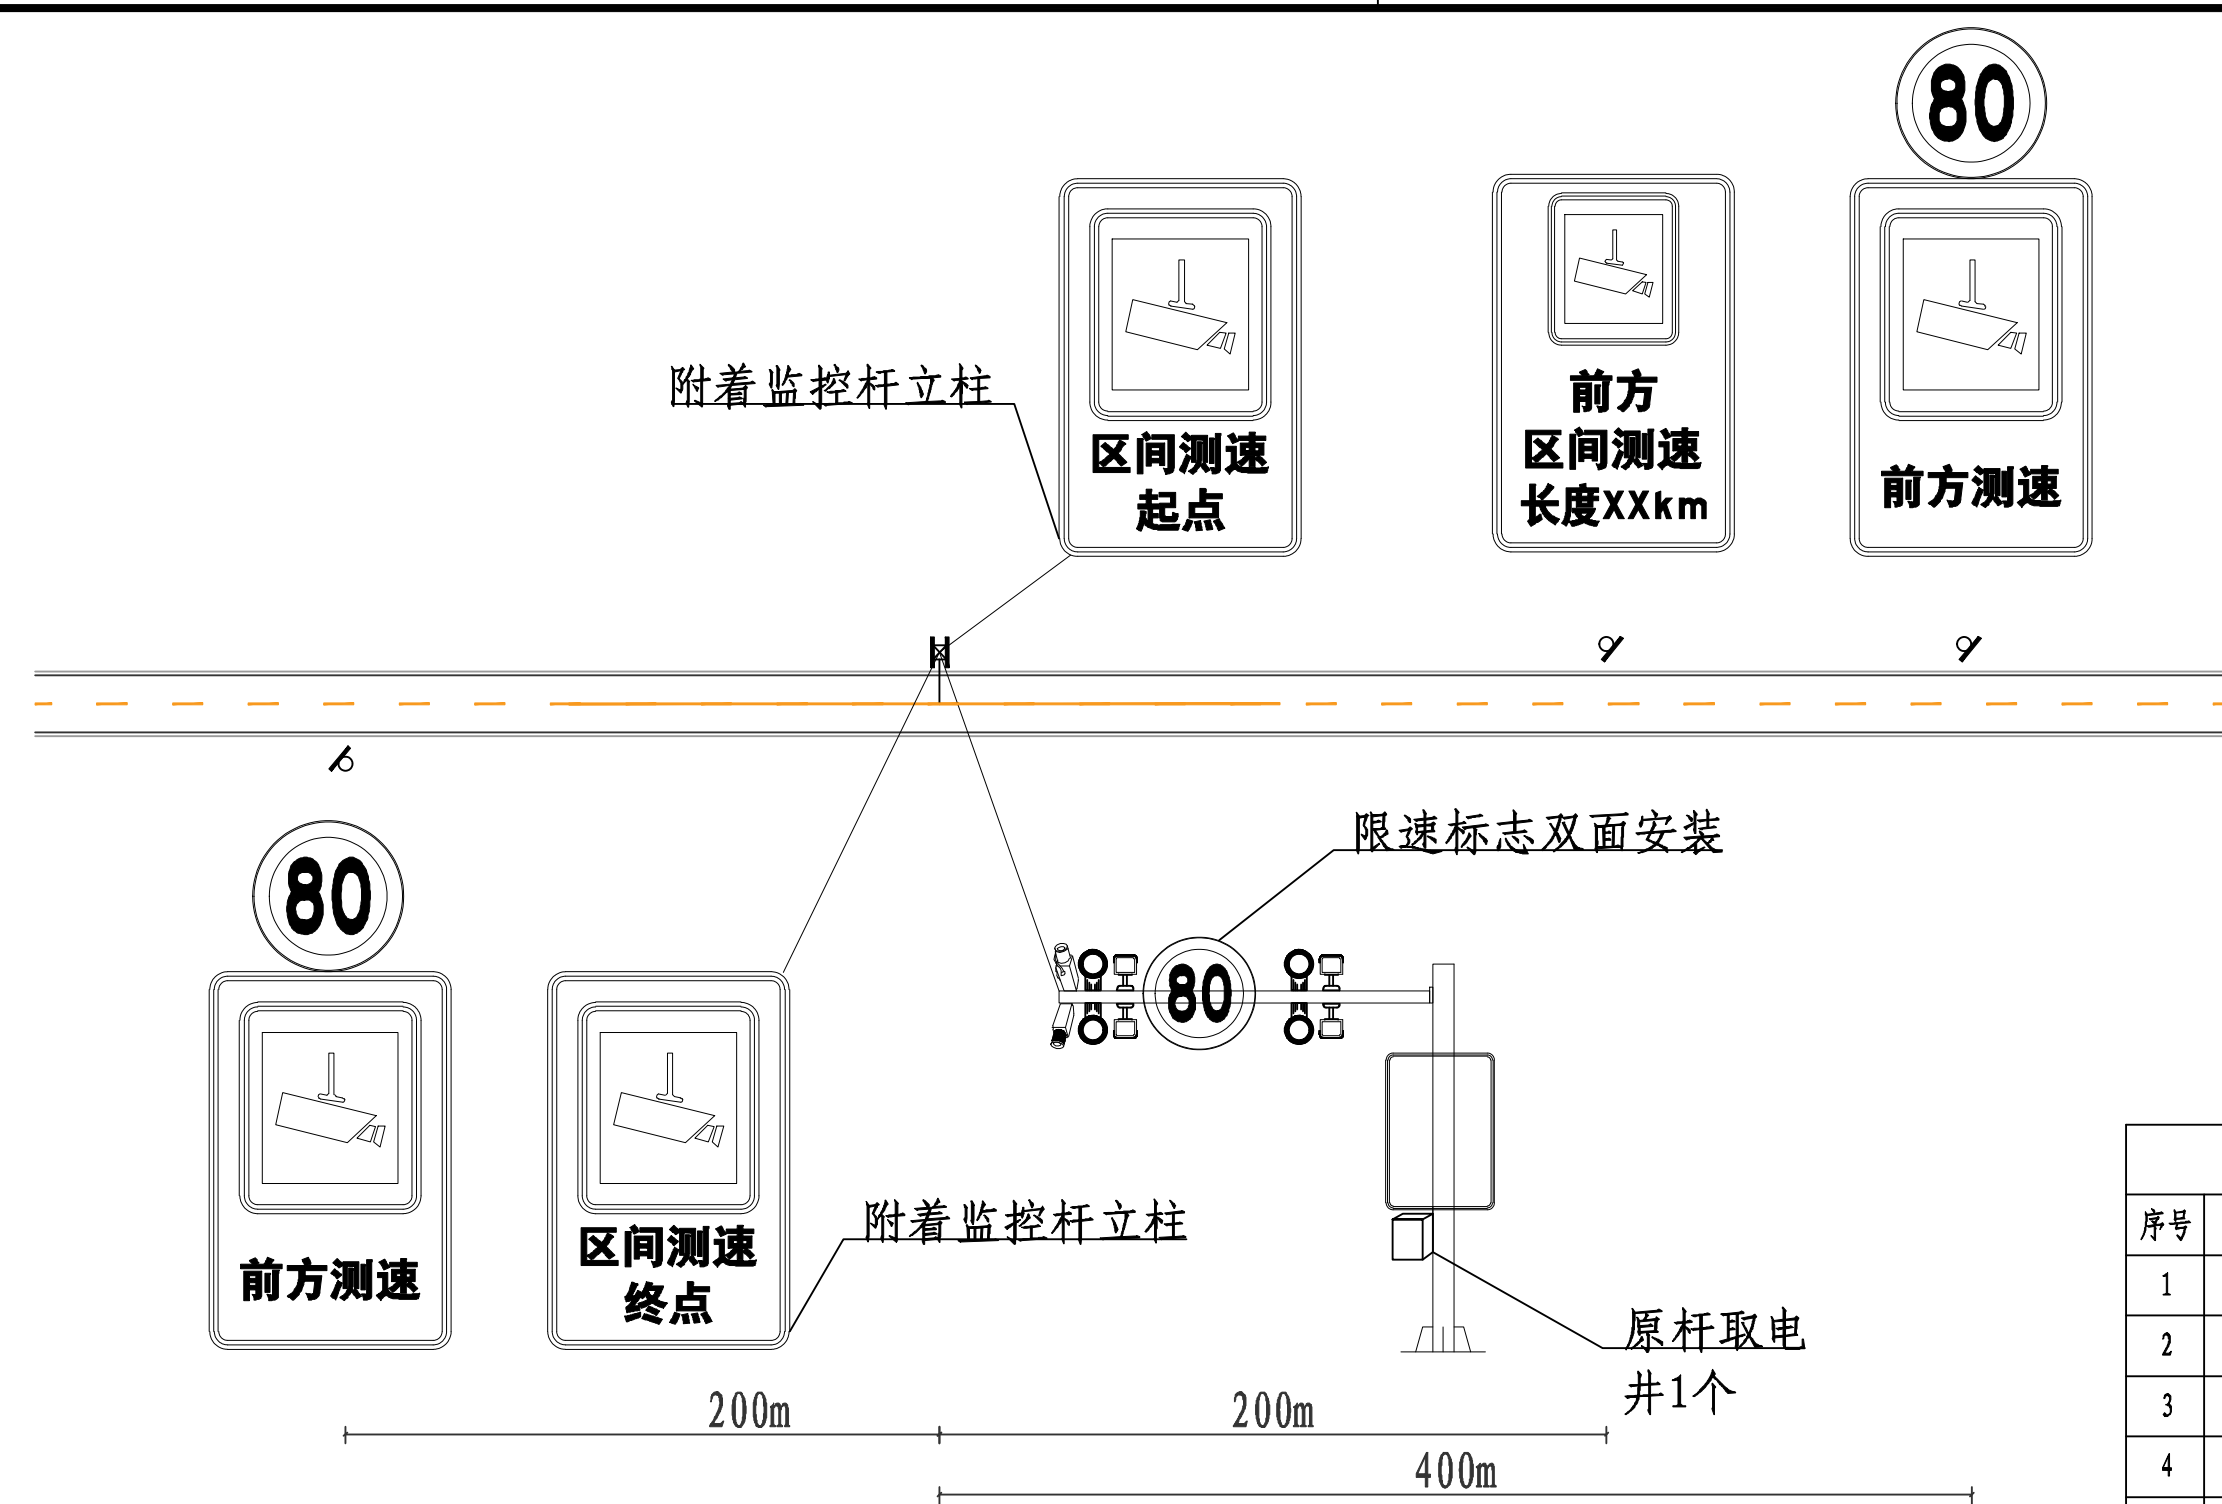 80
附着监控杆立柱
区间测速
起点
前方
区间测速
长度XXkm
前方测速
80
前方测速
区间测速
终点
附着监控杆立柱
限速标志双面安装
80
原杆取电
井1个
200m
200m
400m
序号
1
2
3
4